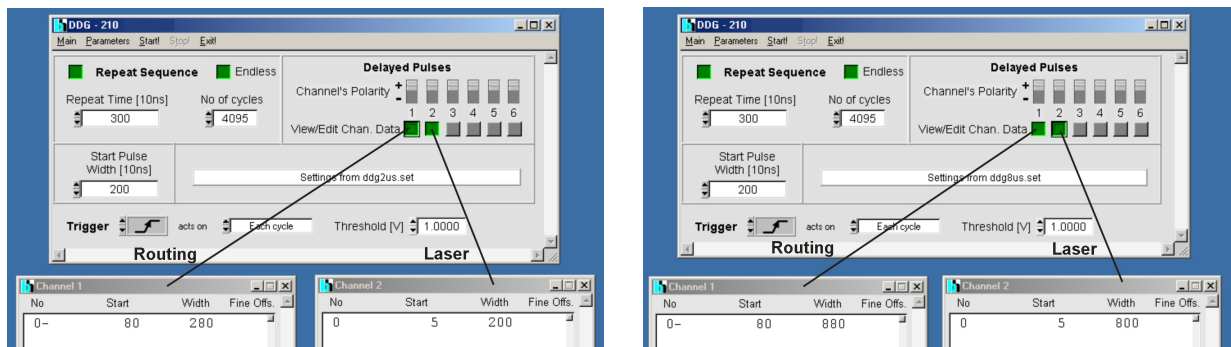 DDG - 210
Main Parameters Start! Stop! Exit!
Repeat Sequence Endless
Repeat Time [10ns] No of cycles
300 4095
Delayed Pulses
Channel's Polarity + -
1 2 3 4 5 6
View/Edit Chan. Data
Start Pulse
Width [10ns]
200
Settings from ddg2us.set
Trigger acts on Each cycle Threshold [V] 1.0000
Routing Laser
Channel 1
No Start Width Fine Offs.
0- 80 280
Channel 2
No Start Width Fine Offs.
0 5 200
DDG - 210
Main Parameters Start! Stop! Exit!
Repeat Sequence Endless
Repeat Time [10ns] No of cycles
300 4095
Delayed Pulses
Channel's Polarity + -
1 2 3 4 5 6
View/Edit Chan. Data
Start Pulse
Width [10ns]
200
Settings from ddg8us.set
Trigger acts on Each cycle Threshold [V] 1.0000
Routing Laser
Channel 1
No Start Width Fine Offs.
0- 80 880
Channel 2
No Start Width Fine Offs.
0 5 800